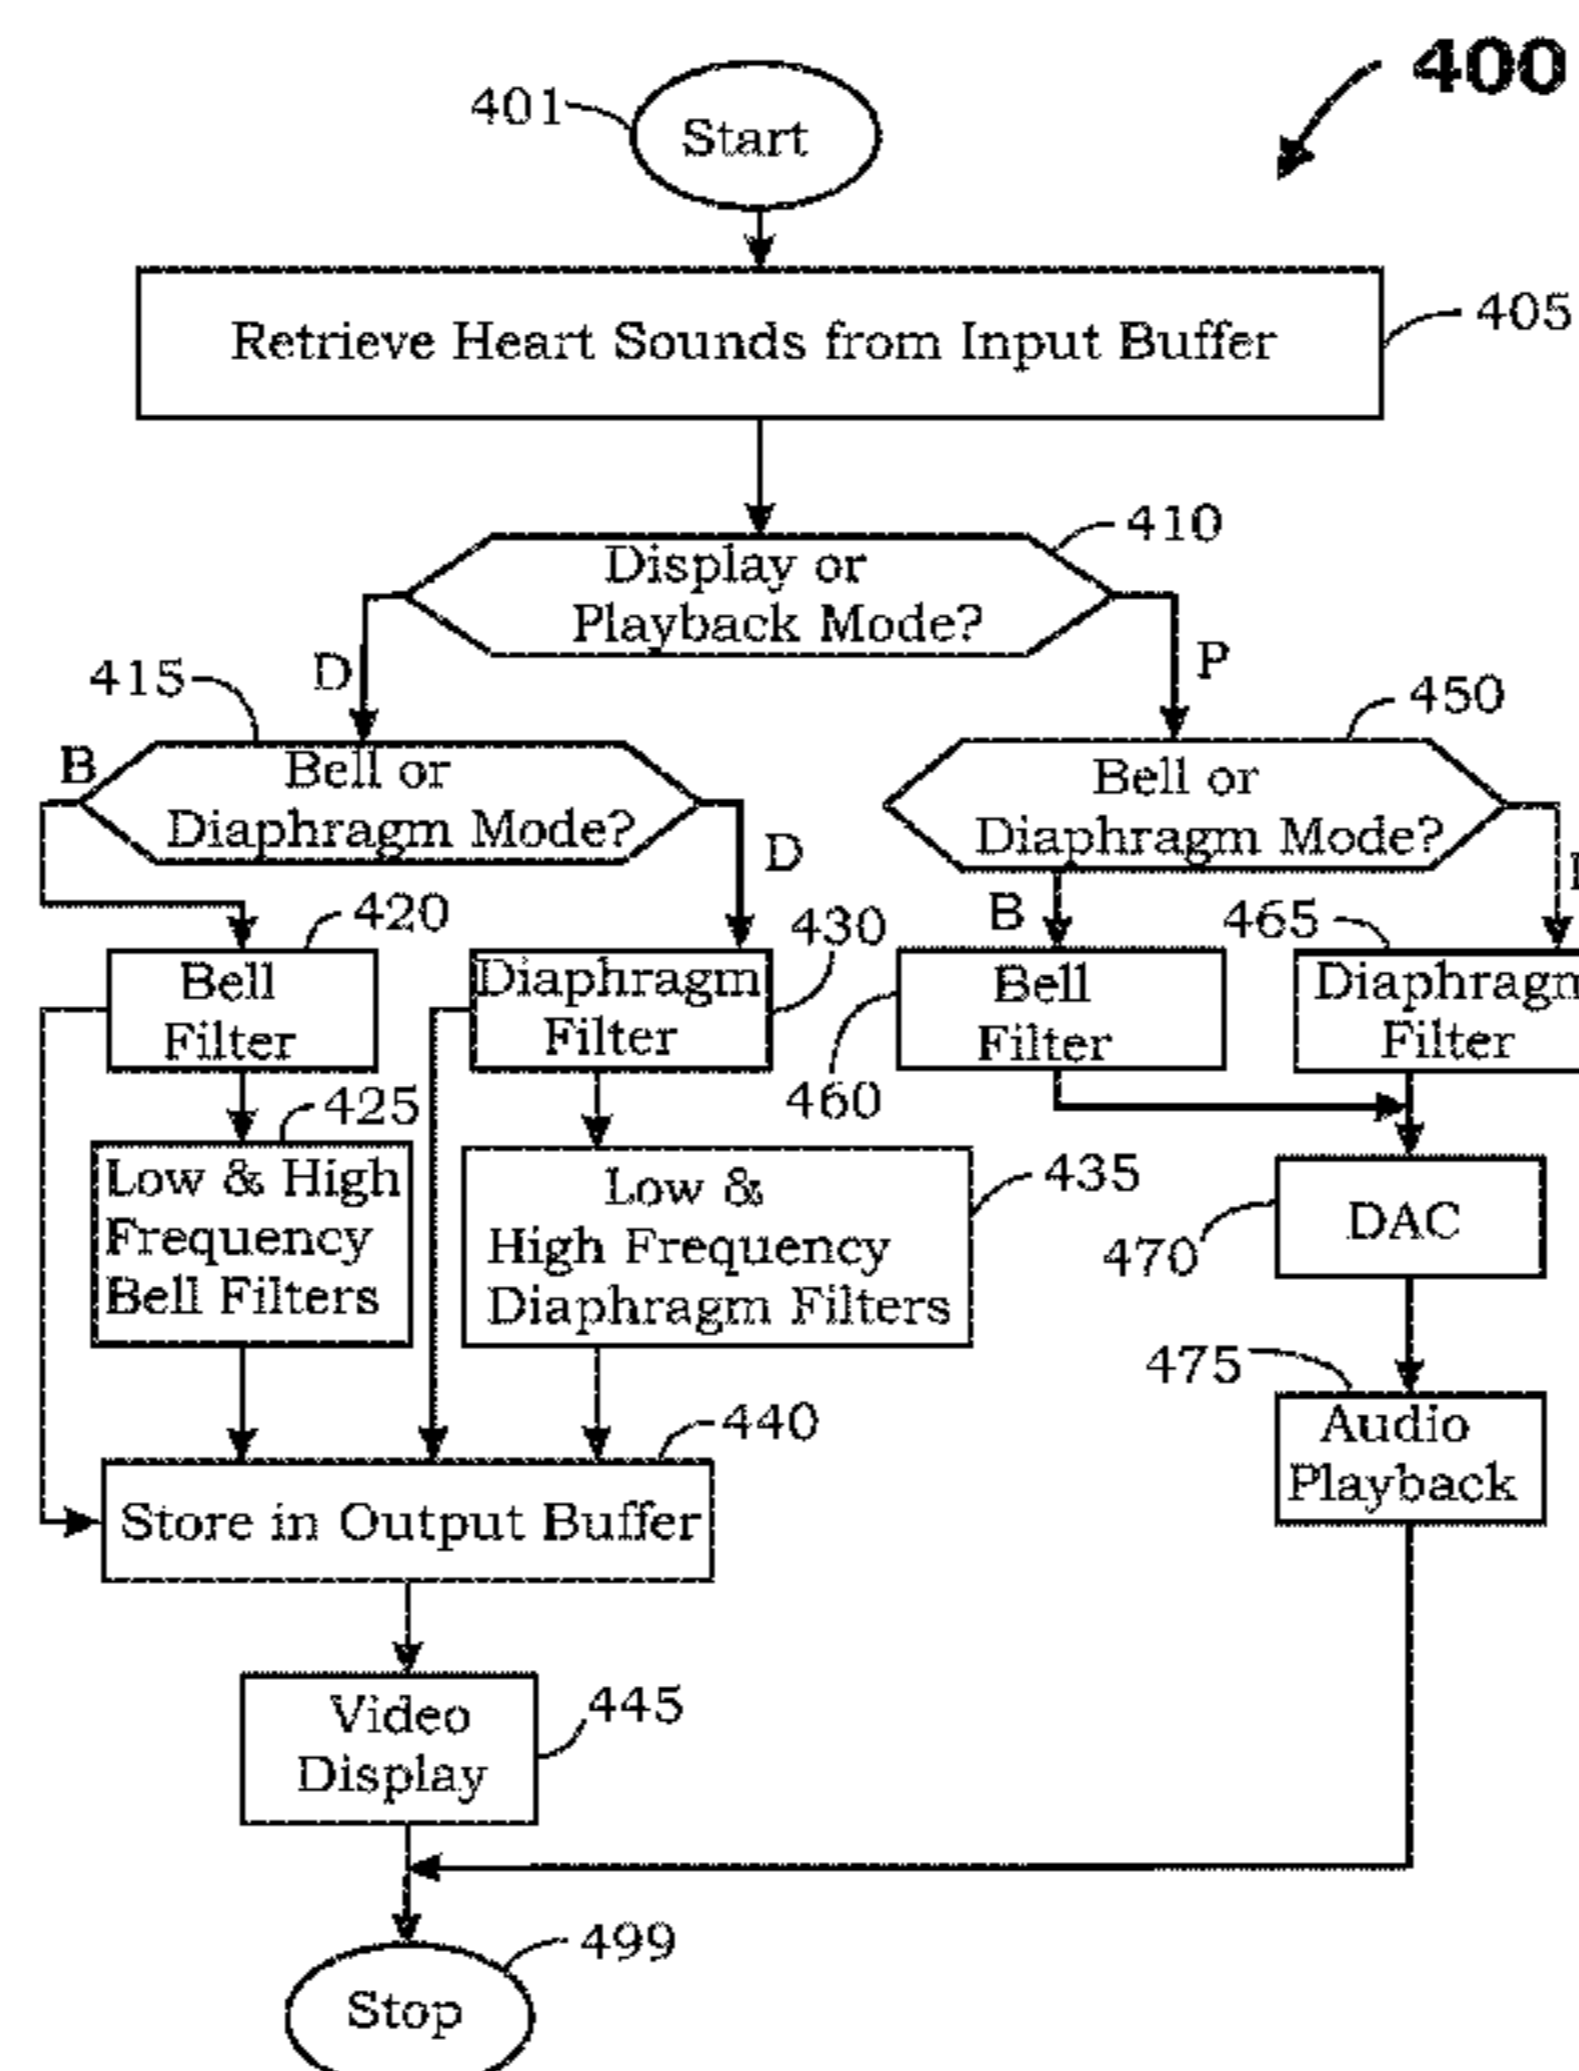 400
401
Start
Retrieve Heart Sounds from Input Buffer
405
410
Display or
Playback Mode?
D
P
415
450
B
Bell or
Diaphragm Mode?
D
Bell or
Diaphragm Mode?
B
420
430
465
Bell
Filter
Diaphragm
Filter
Bell
Filter
Filter
460
425
Low & High
Frequency
Bell Filters
Low &
High Frequency
Diaphragm Filters
435
DAC
470
475
Audio
Playback
440
Store in Output Buffer
Video
Display
445
499
Stop